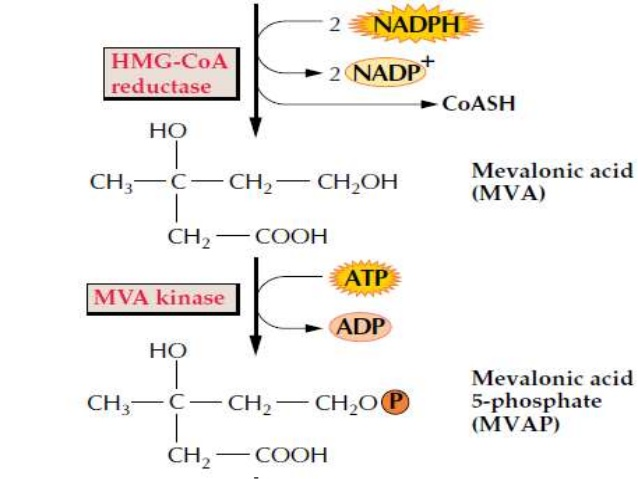 2 NADPH
HMG-CoA
reductase
2 NADP+
CoASH
HO
CH₃—C—CH₂—CH₂OH
CH₂—COOH
Mevalonic acid
(MVA)
ATP
MVA kinase
ADP
HO
CH₃—C—CH₂—CH₂O P
CH₂—COOH
Mevalonic acid
5-phosphate
(MVAP)